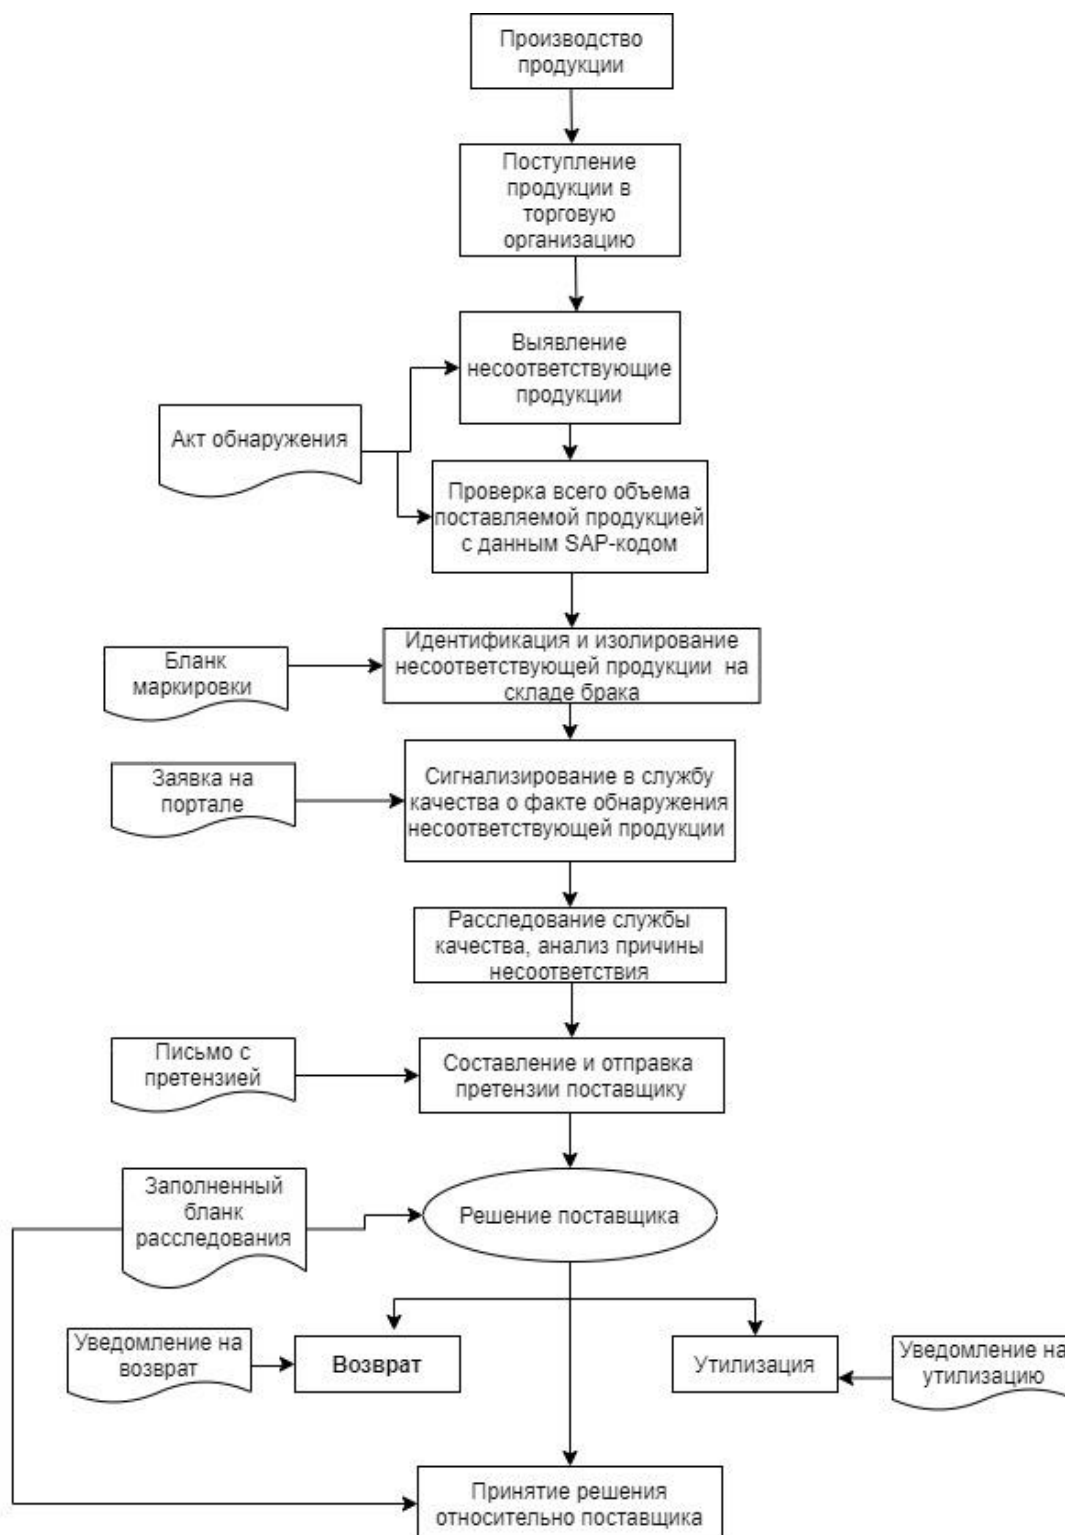 Производство
продукции
Поступление
продукции в
торговую
организацию
Выявление
несоответствующие
продукции
Акт обнаружения
Проверка всего объема
поставляемой продукцией
с данным SAP-кодом
Идентификация и изолирование
несоответствующей продукции на
складе брака
Бланк
маркировки
Сигнализирование в службу
качества о факте обнаружения
несоответствующей продукции
Заявка на
портале
Расследование службы
качества, анализ причины
несоответствия
Письмо с
претензией
Составление и отправка
претензии поставщику
Заполненный
бланк
расследования
Решение поставщика
Уведомление на
возврат
Возврат
Утилизация
Уведомление на
утилизацию
Принятие решения
относительно поставщика